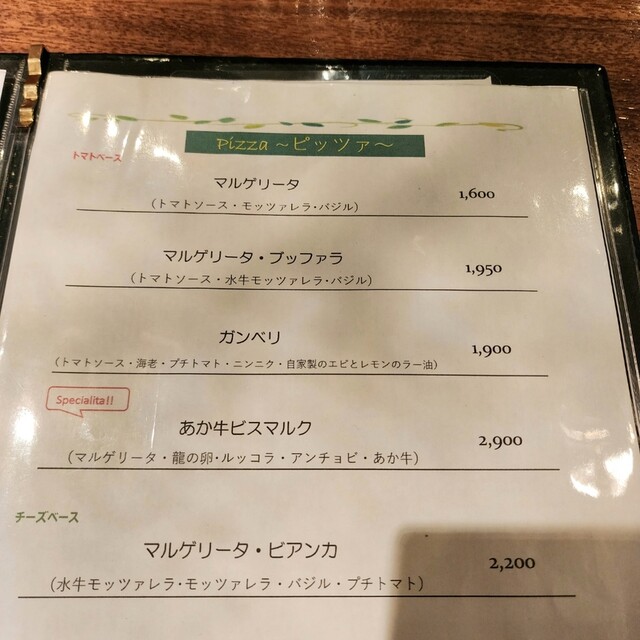 Pizza ～ピッツァ～
トマトベース
マルゲリータ 1,600
(トマトソース・モッツァレラ・バジル)
マルゲリータ・ブッファラ 1,950
(トマトソース・水牛モッツァレラ・バジル)
ガンベリ 1,900
(トマトソース・海老・プチトマト・ニンニク・自家製のエビとレモンのラー油)
Specialita!!
あか牛ビスマルク 2,900
(マルゲリータ・龍の卵・ルッコラ・アンチョビ・あか牛)
チーズベース
マルゲリータ・ビアンカ 2,200
(水牛モッツァレラ・モッツァレラ・バジル・プチトマト)